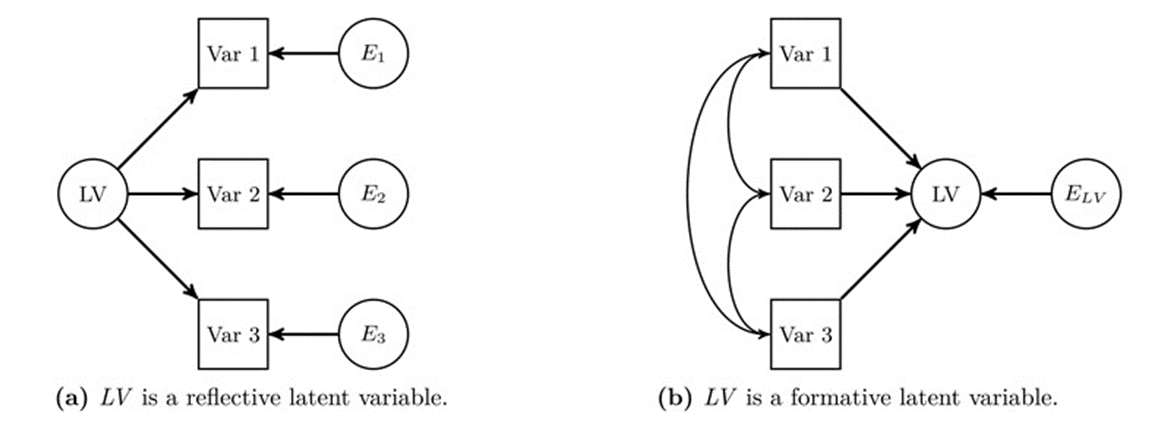 Var 1
E1
LV
Var 2
E2
Var 3
E3
(a) LV is a reflective latent variable.
Var 1
Var 2
LV
ELV
Var 3
(b) LV is a formative latent variable.